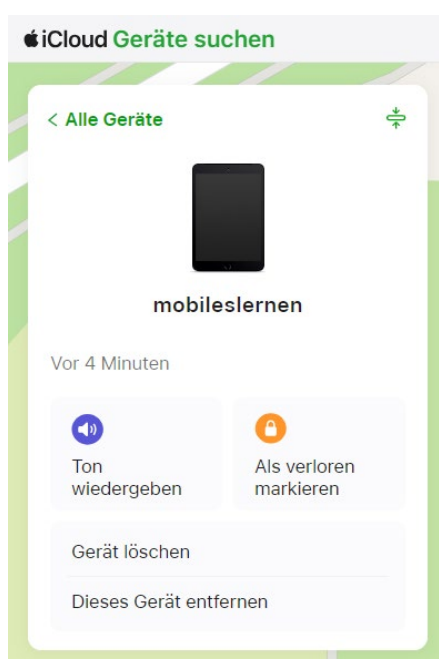 iCloud Geräte suchen
< Alle Geräte
mobileslernen
Vor 4 Minuten
Ton
wiedergeben
Als verloren
markieren
Gerät löschen
Dieses Gerät entfernen